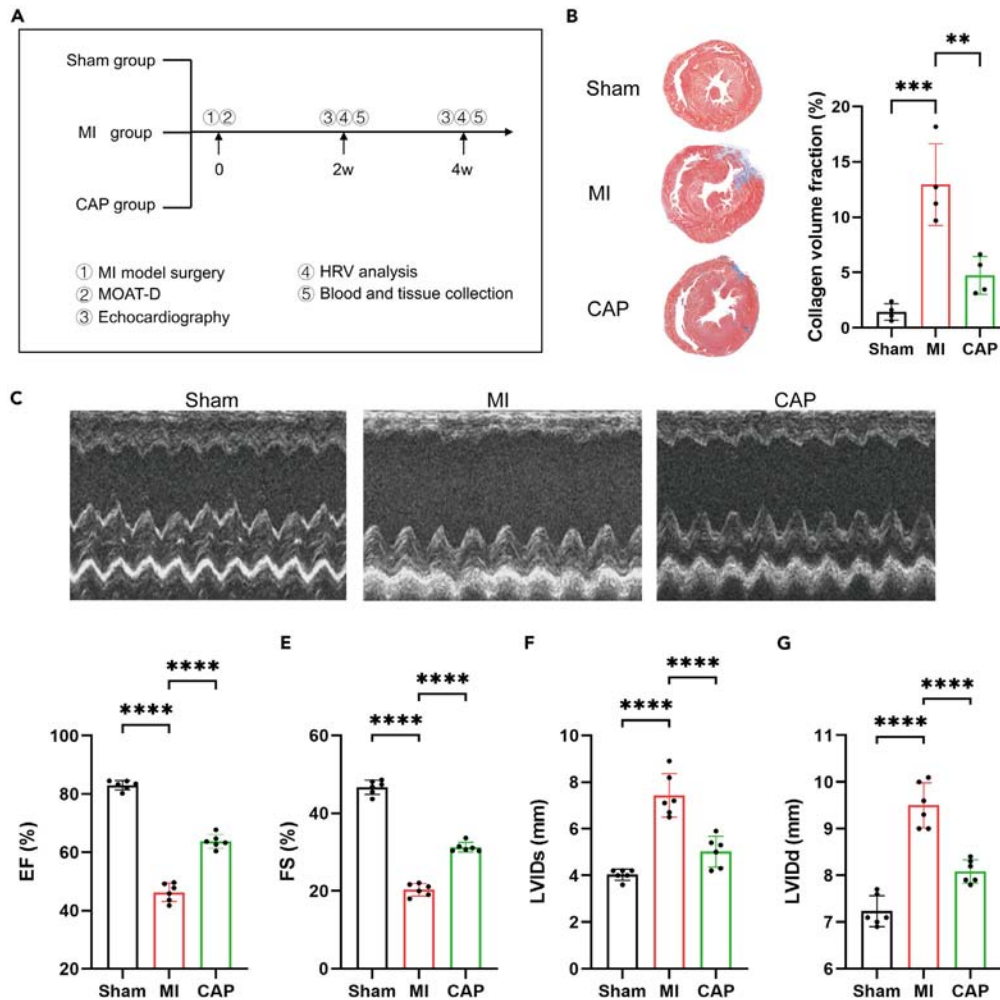 A
Sham group
MI group
CAP group
①② ③④⑤ ③④⑤
0 2w 4w
① MI model surgery
② MOAT-D
③ Echocardiography
④ HRV analysis
⑤ Blood and tissue collection
B
Sham
MI
CAP
Collagen volume fraction (%)
** 
***
20
15
10
5
0
Sham MI CAP
C
Sham MI CAP
EF (%)
****
****
100
80
60
40
20
Sham MI CAP
E
FS (%)
****
****
60
40
20
0
Sham MI CAP
F
LVIDs (mm)
****
****
10
8
6
4
2
0
Sham MI CAP
G
LVIDd (mm)
****
****
11
10
9
8
7
6
Sham MI CAP